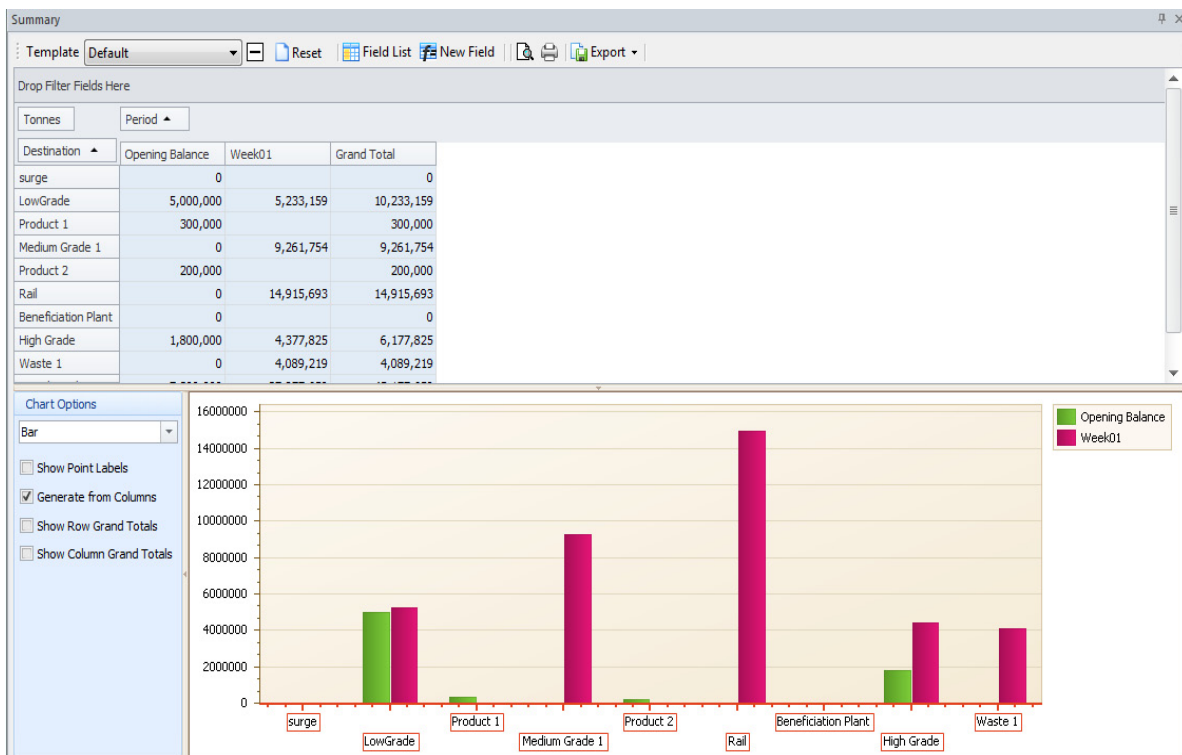 Summary
Template Default Reset Field List New Field Export
Drop Filter Fields Here
Tonnes Period
Destination Opening Balance Week01 Grand Total
surge 0 0
LowGrade 5,000,000 5,233,159 10,233,159
Product 1 300,000 300,000
Medium Grade 1 0 9,261,754 9,261,754
Product 2 200,000 200,000
Rail 0 14,915,693 14,915,693
Beneficiation Plant 0 0
High Grade 1,800,000 4,377,825 6,177,825
Waste 1 0 4,089,219 4,089,219
Chart Options
Bar
Show Point Labels
Generate from Columns
Show Row Grand Totals
Show Column Grand Totals
16000000
14000000
12000000
10000000
8000000
6000000
4000000
2000000
0
surge Product 1 Product 2 Beneficiation Plant Waste 1
LowGrade Medium Grade 1 Rail High Grade
Opening Balance
Week01